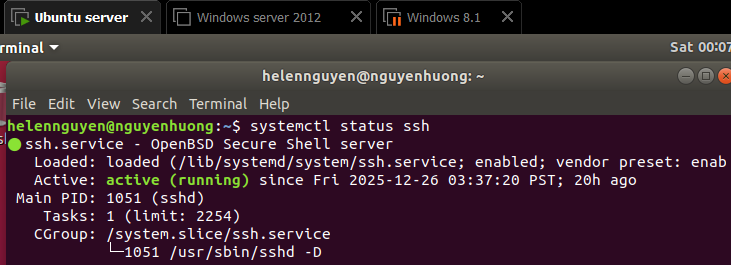 Ubuntu server Windows server 2012 Windows 8.1
rminal Sat 00:07
helennguyen@nguyenhuong: ~
File Edit View Search Terminal Help
helennguyen@nguyenhuong:~$ systemctl status ssh
● ssh.service - OpenBSD Secure Shell server
Loaded: loaded (/lib/systemd/system/ssh.service; enabled; vendor preset: enab
Active: active (running) since Fri 2025-12-26 03:37:20 PST; 20h ago
Main PID: 1051 (sshd)
Tasks: 1 (limit: 2254)
CGroup: /system.slice/ssh.service
└─1051 /usr/sbin/sshd -D